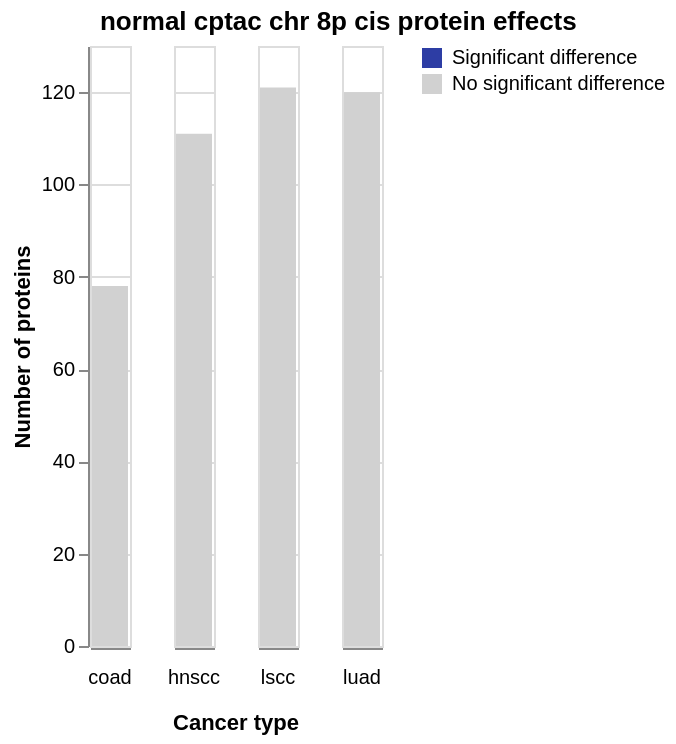 normal cptac chr 8p cis protein effects
Significant difference
No significant difference
120
100
80
60
40
20
0
Number of proteins
coad hnscc lscc luad
Cancer type